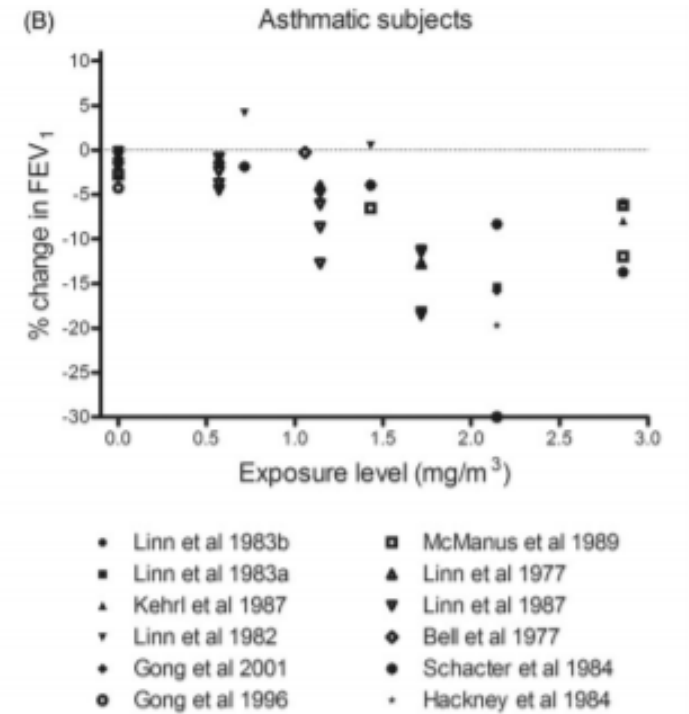 (B) Asthmatic subjects
% change in FEV1
10
5
0
-5
-10
-15
-20
-25
-30
0.0 0.5 1.0 1.5 2.0 2.5 3.0
Exposure level (mg/m3)
Linn et al 1983b
Linn et al 1983a
Kehrl et al 1987
Linn et al 1982
Gong et al 2001
Gong et al 1996
McManus et al 1989
Linn et al 1977
Linn et al 1987
Bell et al 1977
Schacter et al 1984
Hackney et al 1984